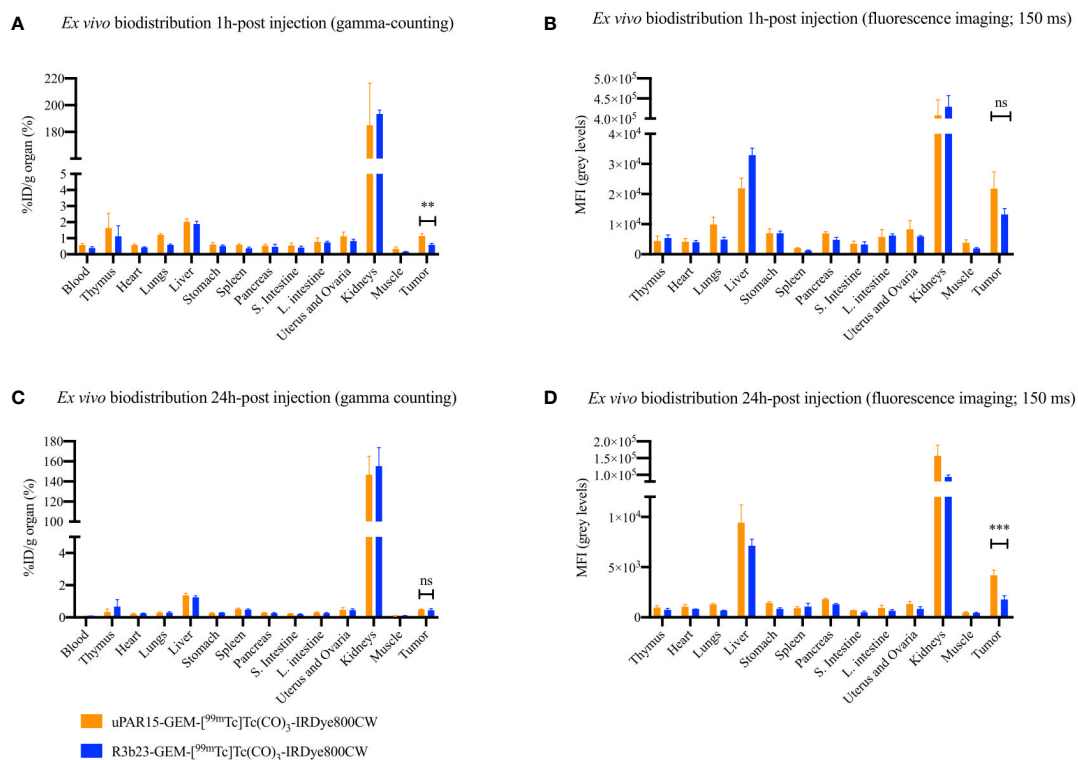 A
Ex vivo biodistribution 1h-post injection (gamma-counting)
%ID/g organ (%)
220
200
180
5
4
3
2
1
0
**
Blood
Thymus
Heart
Lungs
Liver
Stomach
Spleen
Pancreas
S. Intestine
L. intestine
Uterus and Ovaria
Kidneys
Muscle
Tumor
B
Ex vivo biodistribution 1h-post injection (fluorescence imaging; 150 ms)
MFI (grey levels)
5.0×10⁵
4.5×10⁵
4.0×10⁵
4×10⁴
3×10⁴
2×10⁴
1×10⁴
0
ns
Thymus
Heart
Lungs
Liver
Stomach
Spleen
Pancreas
S. Intestine
L. intestine
Uterus and Ovaria
Kidneys
Muscle
Tumor
C
Ex vivo biodistribution 24h-post injection (gamma counting)
%ID/g organ (%)
180
160
140
120
100
4
2
0
ns
Blood
Thymus
Heart
Lungs
Liver
Stomach
Spleen
Pancreas
S. Intestine
L. intestine
Uterus and Ovaria
Kidneys
Muscle
Tumor
D
Ex vivo biodistribution 24h-post injection (fluorescence imaging; 150 ms)
MFI (grey levels)
2.0×10⁵
1.5×10⁵
1.0×10⁵
1×10⁴
5×10³
0
***
Thymus
Heart
Lungs
Liver
Stomach
Spleen
Pancreas
S. Intestine
L. intestine
Uterus and Ovaria
Kidneys
Muscle
Tumor
uPAR15-GEM-[⁹⁹ᵐTc]Tc(CO)₃-IRDye800CW
R3b23-GEM-[⁹⁹ᵐTc]Tc(CO)₃-IRDye800CW